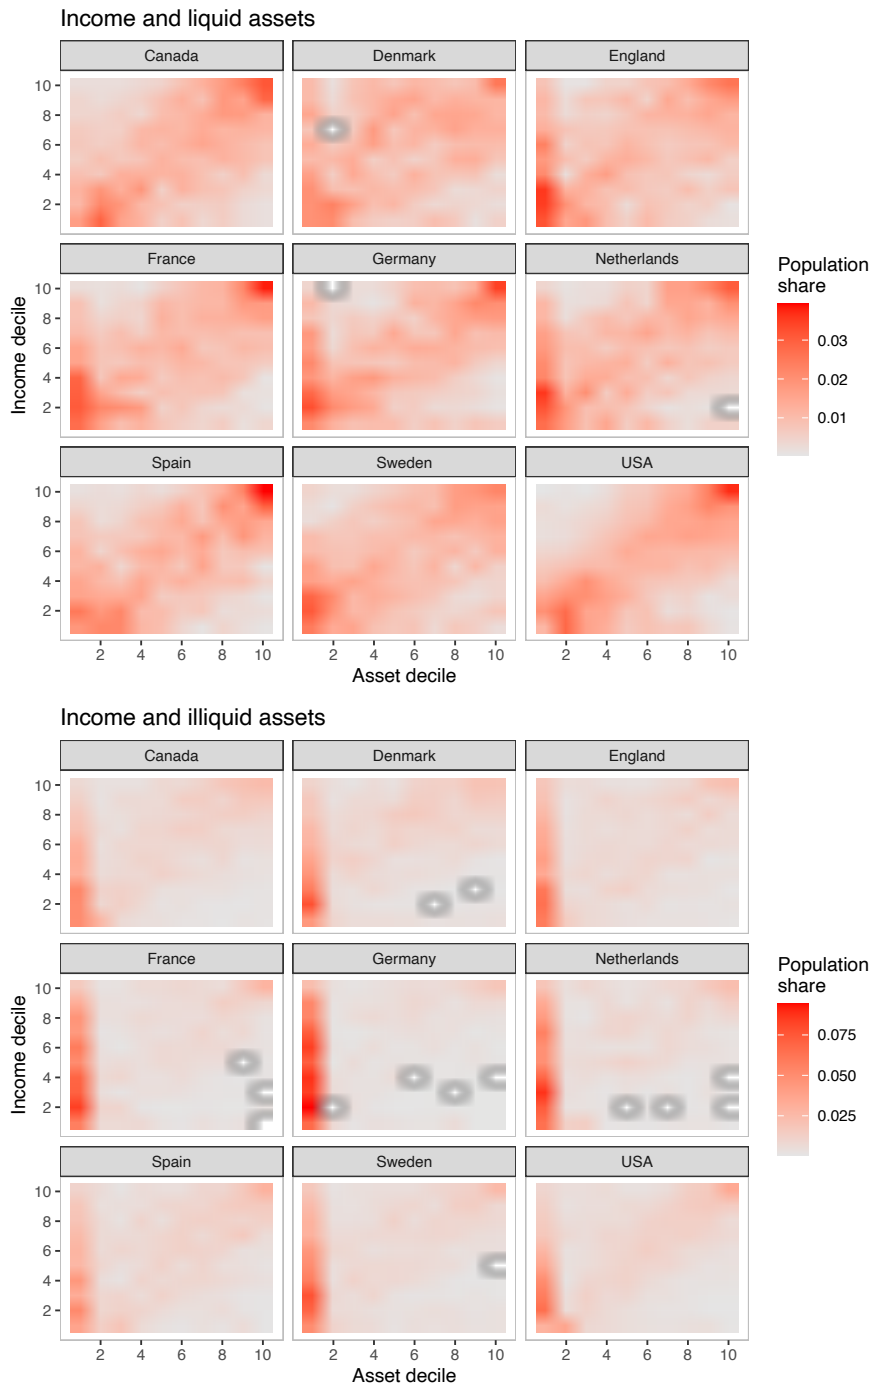 Income and liquid assets
Canada Denmark England
10
8
6
4
2
France Germany Netherlands
10
8
6
4
2
Spain Sweden USA
10
8
6
4
2
2 4 6 8 10 2 4 6 8 10 2 4 6 8 10
Asset decile
Income decile
Population
share
0.03
0.02
0.01
Income and illiquid assets
Canada Denmark England
10
8
6
4
2
France Germany Netherlands
10
8
6
4
2
Spain Sweden USA
10
8
6
4
2
2 4 6 8 10 2 4 6 8 10 2 4 6 8 10
Asset decile
Income decile
Population
share
0.075
0.050
0.025